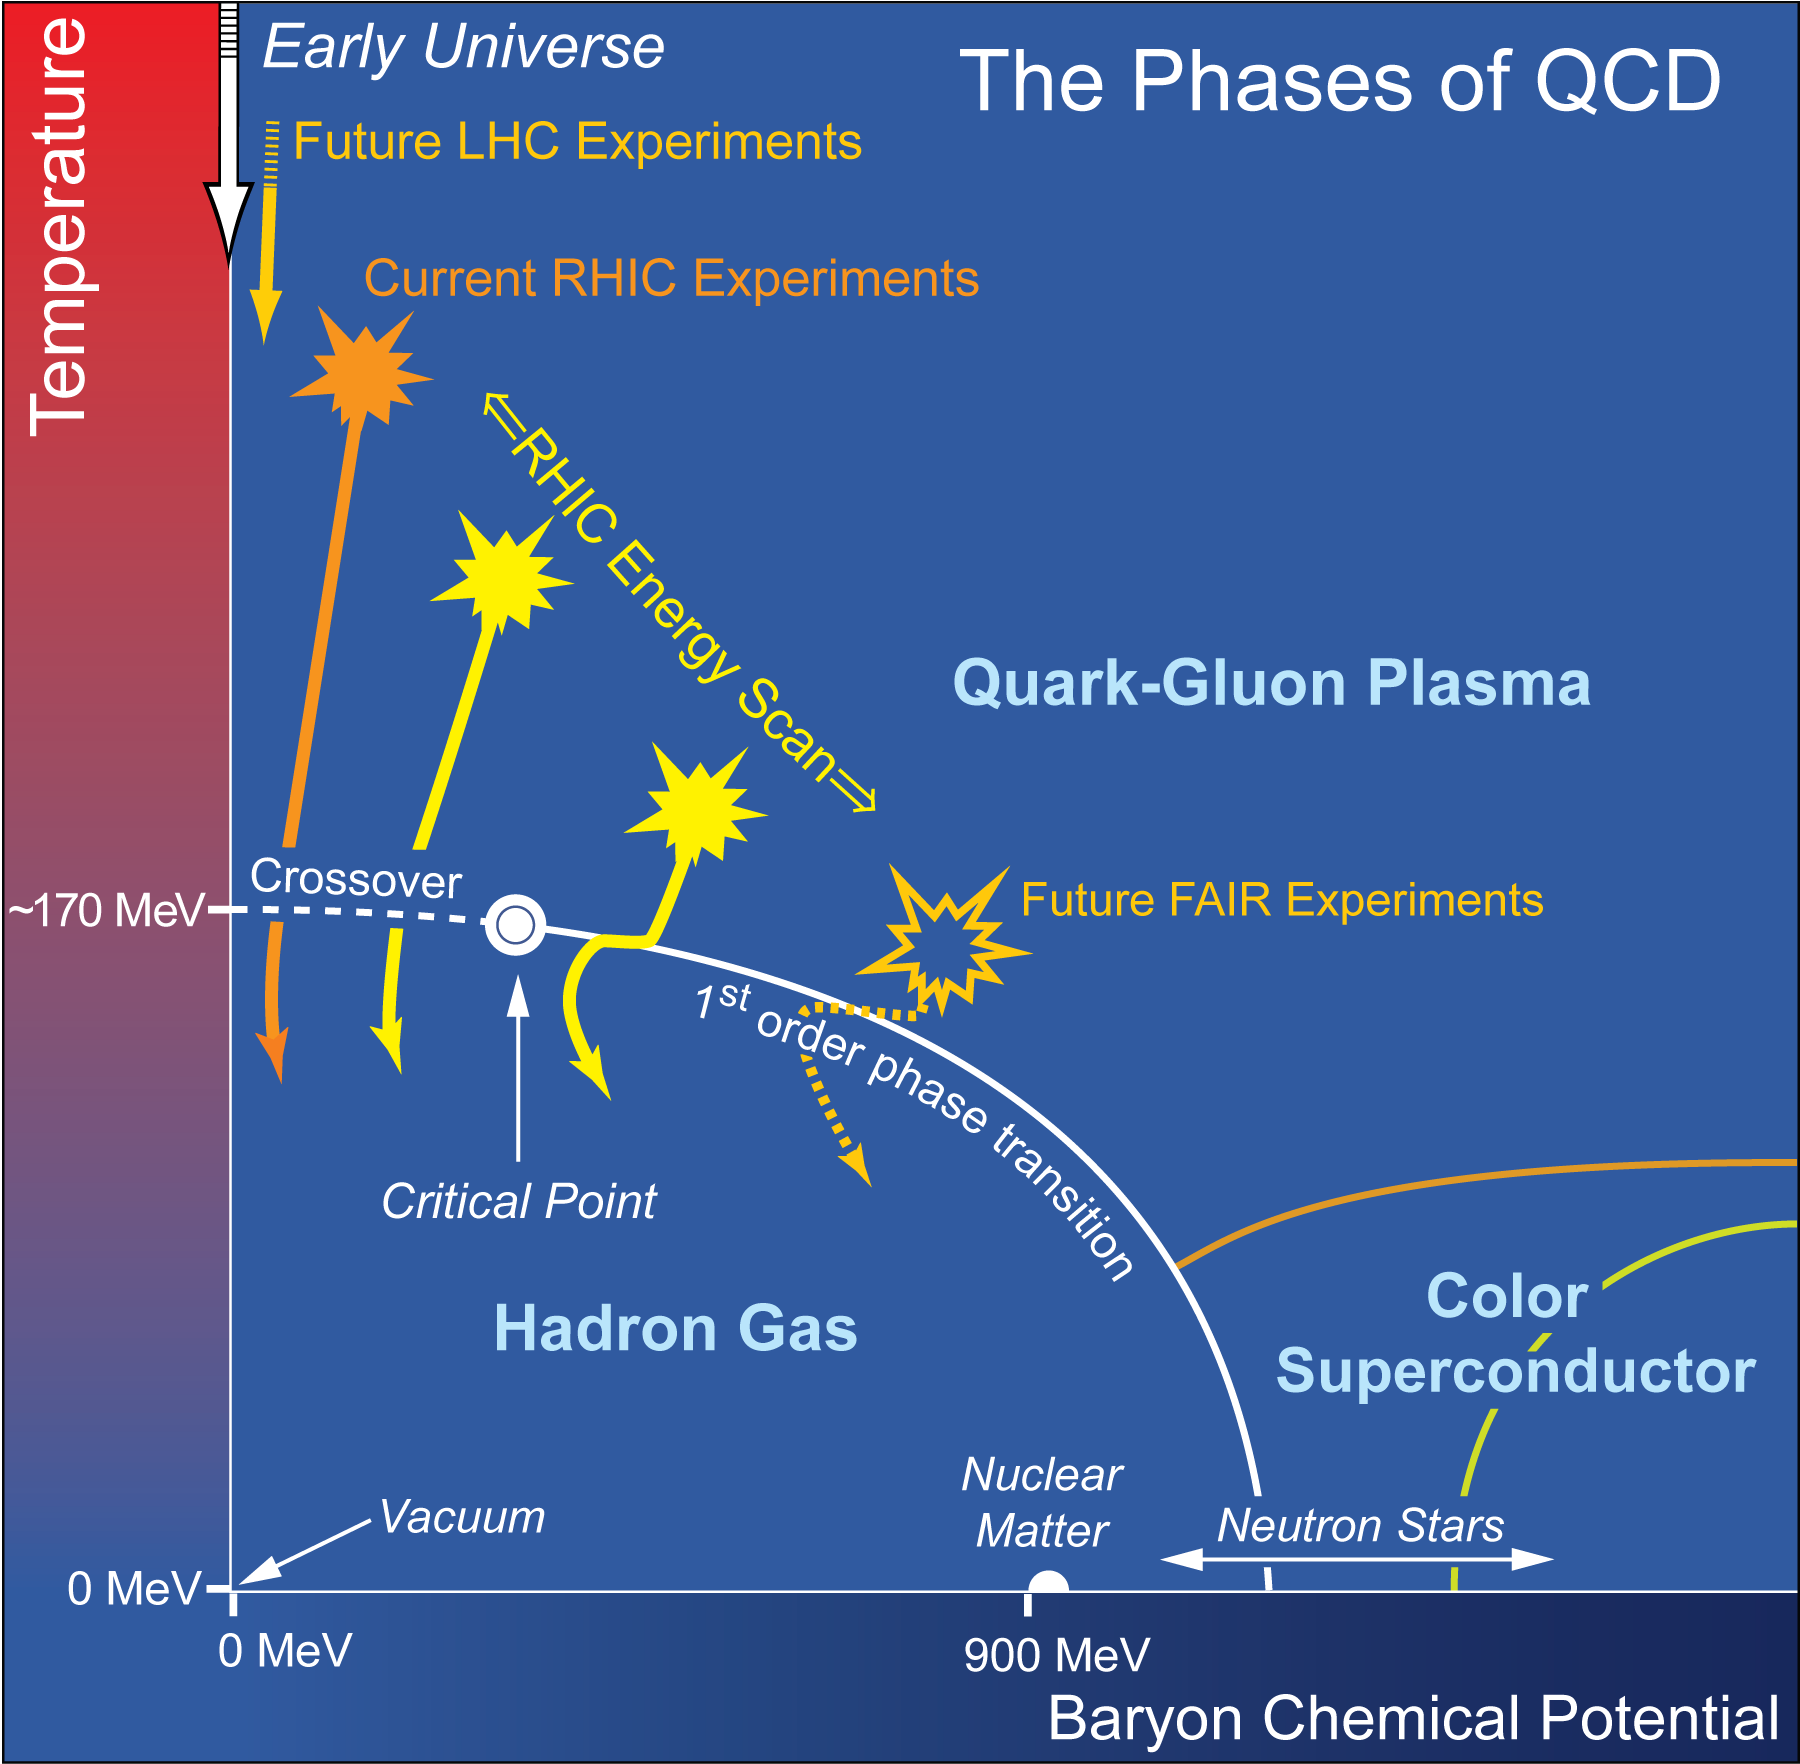 Temperature
Early Universe
The Phases of QCD
Future LHC Experiments
Current RHIC Experiments
RHIC Energy Scan
Quark-Gluon Plasma
Crossover
~170 MeV
Future FAIR Experiments
1st order phase transition
Critical Point
Hadron Gas
Color
Superconductor
Nuclear
Matter
Vacuum
Neutron Stars
0 MeV
0 MeV
900 MeV
Baryon Chemical Potential